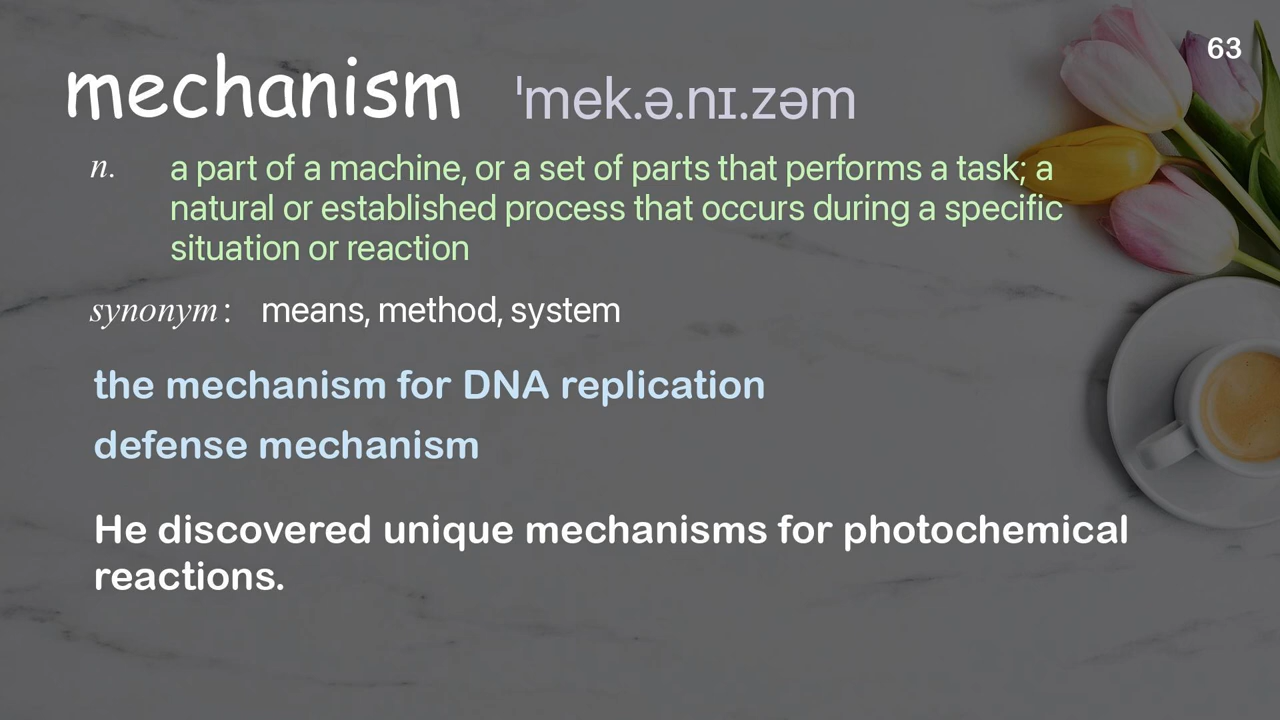 63
mechanism ˈmek.ə.nɪ.zəm
n. a part of a machine, or a set of parts that performs a task; a
natural or established process that occurs during a specific
situation or reaction
synonym: means, method, system
the mechanism for DNA replication
defense mechanism
He discovered unique mechanisms for photochemical
reactions.